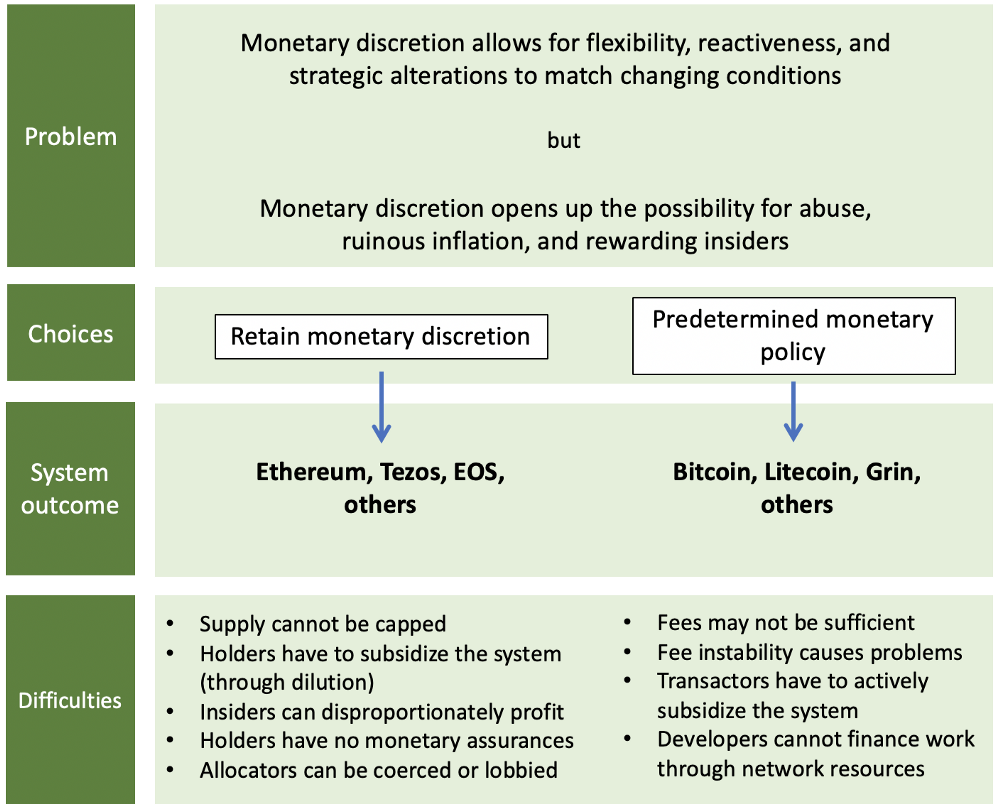 Problem
Monetary discretion allows for flexibility, reactiveness, and
strategic alterations to match changing conditions
but
Monetary discretion opens up the possibility for abuse,
ruinous inflation, and rewarding insiders
Choices
Retain monetary discretion
Predetermined monetary
policy
System
outcome
Ethereum, Tezos, EOS,
others
Bitcoin, Litecoin, Grin,
others
Difficulties
• Supply cannot be capped
• Holders have to subsidize the system
(through dilution)
• Insiders can disproportionately profit
• Holders have no monetary assurances
• Allocators can be coerced or lobbied
• Fees may not be sufficient
• Fee instability causes problems
• Transactors have to actively
subsidize the system
• Developers cannot finance work
through network resources